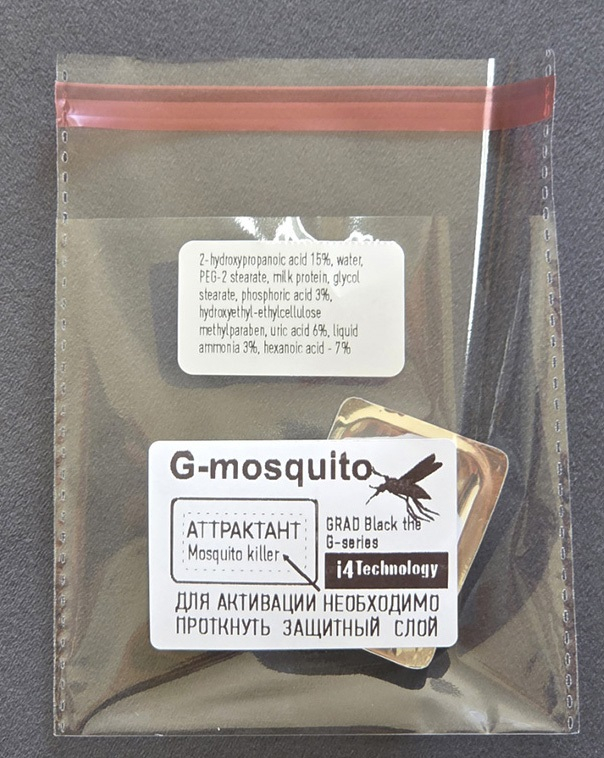 2-hydroxypropanoic acid 15%, water,
PEG-2 stearate, milk protein, glycol
stearate, phosphoric acid 3%,
hydroxyethyl-ethylcellulose
methylparaben, uric acid 6%, liquid
ammonia 3%, hexanoic acid - 7%
G-mosquito
АТТРАКТАНТ
Mosquito killer
GRAD Black the
G-series
i4Technology
ДЛЯ АКТИВАЦИИ НЕОБХОДИМО
ПРОТКНУТЬ ЗАЩИТНЫЙ СЛОЙ